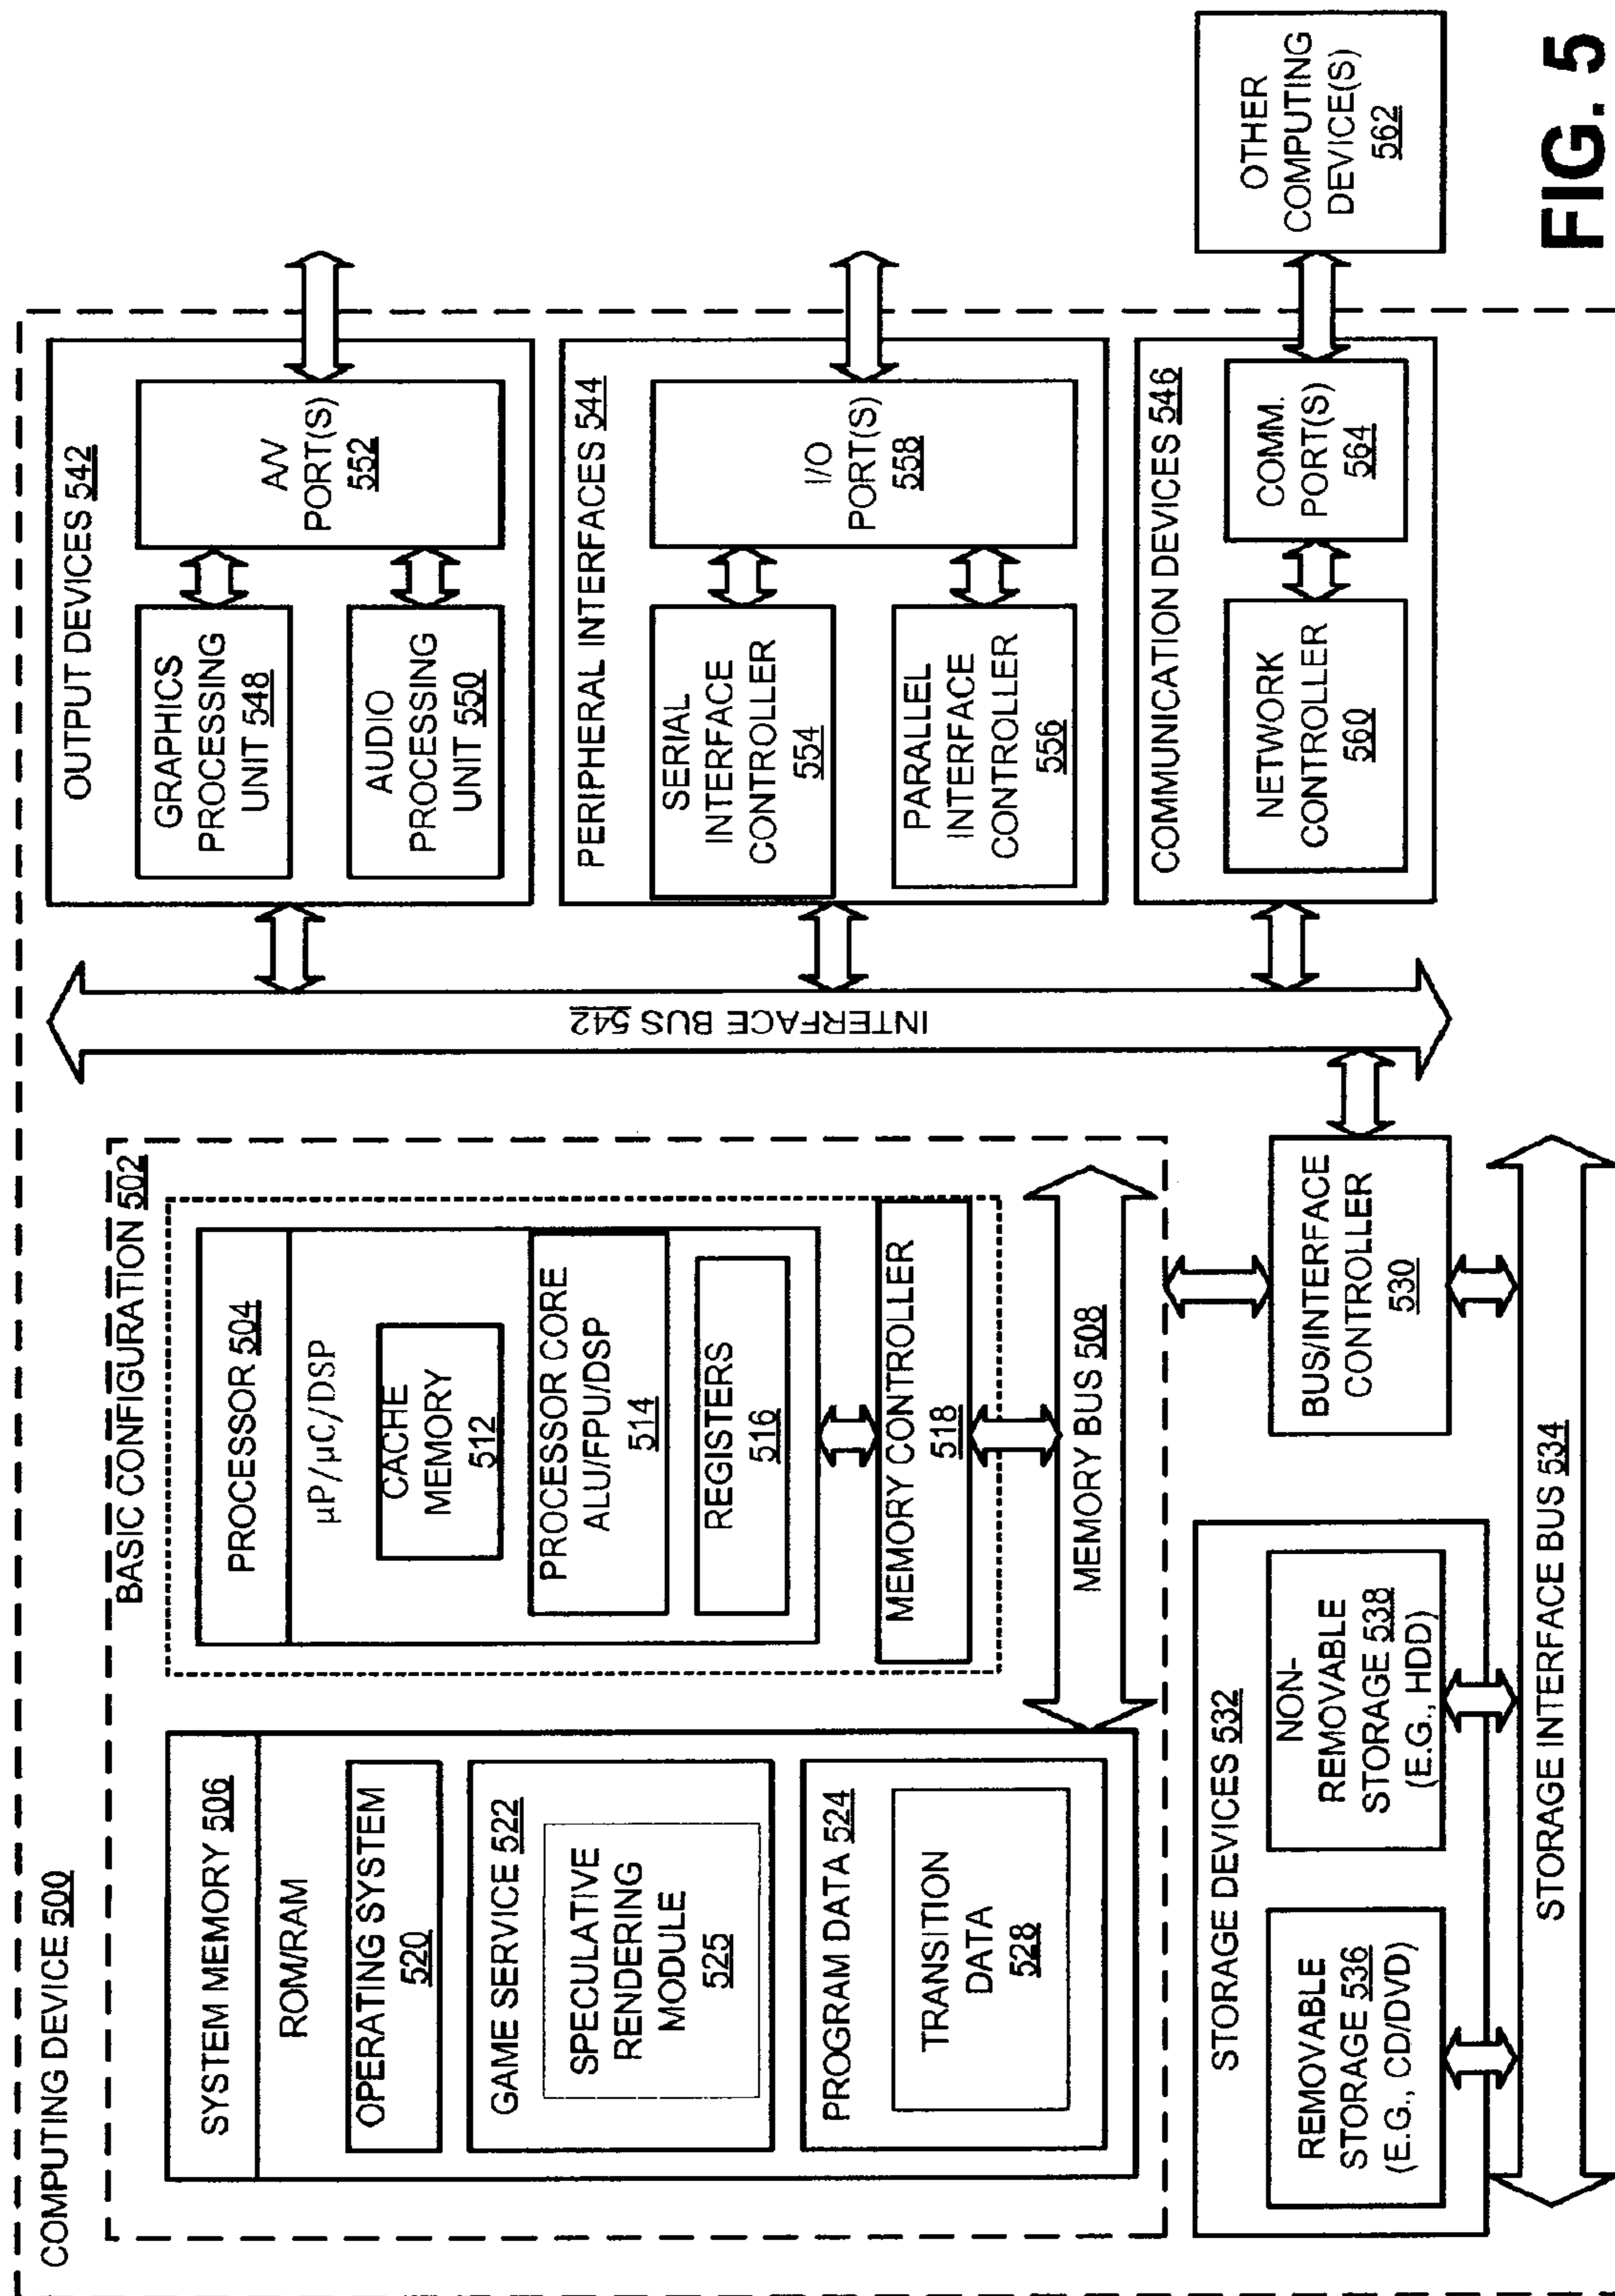 COMPUTING DEVICE 500
BASIC CONFIGURATION 502
SYSTEM MEMORY 506
ROM/RAM
OPERATING SYSTEM
520
GAME SERVICE 522
SPECULATIVE
RENDERING
MODULE
525
PROGRAM DATA 524
TRANSITION
DATA
528
PROCESSOR 504
µP/µC/DSP
CACHE
MEMORY
512
PROCESSOR CORE
ALU/FPU/DSP
514
REGISTERS
516
MEMORY CONTROLLER
518
MEMORY BUS 508
BUS/INTERFACE
CONTROLLER
530
STORAGE DEVICES 532
REMOVABLE
STORAGE 536
(E.G., CD/DVD)
NON-
REMOVABLE
STORAGE 538
(E.G., HDD)
STORAGE INTERFACE BUS 534
INTERFACE BUS 542
OUTPUT DEVICES 542
GRAPHICS
PROCESSING
UNIT 548
AUDIO
PROCESSING
UNIT 550
A/V
PORT(S)
552
PERIPHERAL INTERFACES 544
SERIAL
INTERFACE
CONTROLLER
554
PARALLEL
INTERFACE
CONTROLLER
556
I/O
PORT(S)
558
COMMUNICATION DEVICES 546
NETWORK
CONTROLLER
560
COMM.
PORT(S)
564
OTHER
COMPUTING
DEVICE(S)
562
FIG. 5